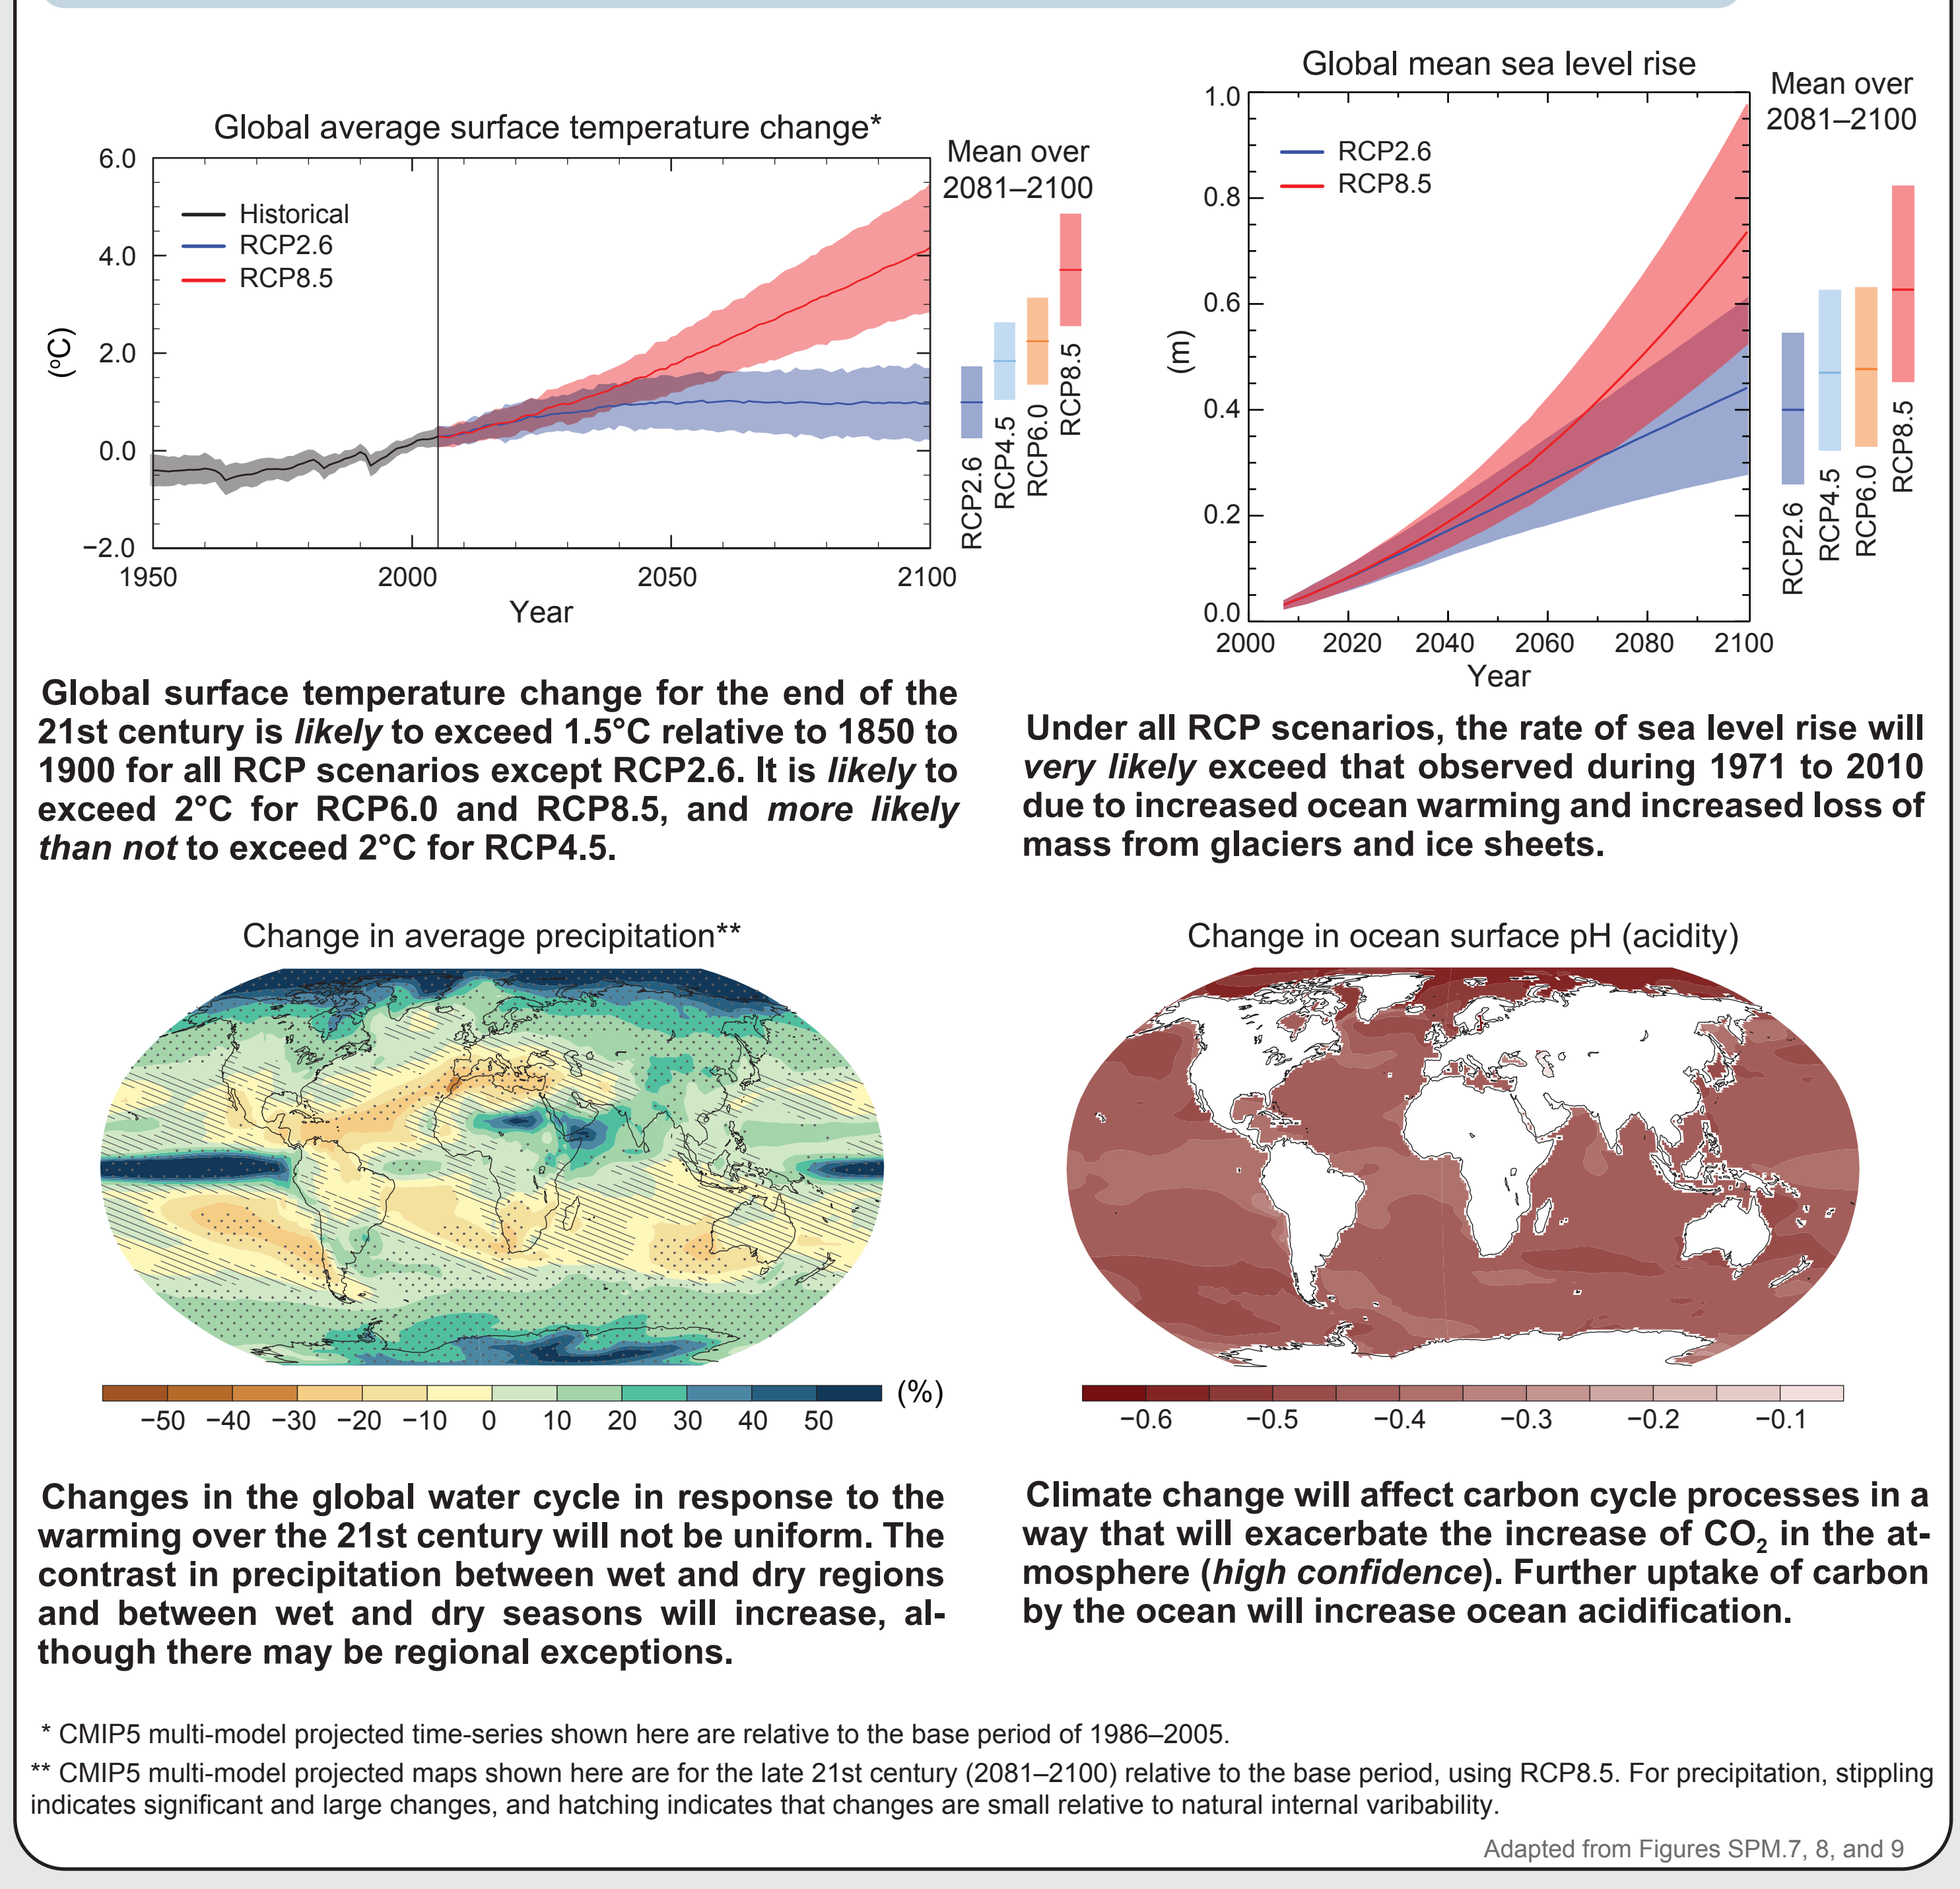 Global average surface temperature change*
6.0
4.0
2.0
0.0
−2.0
(ºC)
Historical
RCP2.6
RCP8.5
1950
2000
2050
2100
Year
Mean over
2081–2100
RCP2.6
RCP4.5
RCP6.0
RCP8.5
Global mean sea level rise
1.0
0.8
0.6
0.4
0.2
0.0
(m)
RCP2.6
RCP8.5
2000
2020
2040
2060
2080
2100
Year
Mean over
2081–2100
RCP2.6
RCP4.5
RCP6.0
RCP8.5
Global surface temperature change for the end of the
21st century is likely to exceed 1.5°C relative to 1850 to
1900 for all RCP scenarios except RCP2.6. It is likely to
exceed 2°C for RCP6.0 and RCP8.5, and more likely
than not to exceed 2°C for RCP4.5.
Under all RCP scenarios, the rate of sea level rise will
very likely exceed that observed during 1971 to 2010
due to increased ocean warming and increased loss of
mass from glaciers and ice sheets.
Change in average precipitation**
−50 −40 −30 −20 −10 0 10 20 30 40 50
(%)
Change in ocean surface pH (acidity)
−0.6 −0.5 −0.4 −0.3 −0.2 −0.1
Changes in the global water cycle in response to the
warming over the 21st century will not be uniform. The
contrast in precipitation between wet and dry regions
and between wet and dry seasons will increase, al-
though there may be regional exceptions.
Climate change will affect carbon cycle processes in a
way that will exacerbate the increase of CO₂ in the at-
mosphere (high confidence). Further uptake of carbon
by the ocean will increase ocean acidification.
* CMIP5 multi-model projected time-series shown here are relative to the base period of 1986–2005.
** CMIP5 multi-model projected maps shown here are for the late 21st century (2081–2100) relative to the base period, using RCP8.5. For precipitation, stippling
indicates significant and large changes, and hatching indicates that changes are small relative to natural internal varibability.
Adapted from Figures SPM.7, 8, and 9